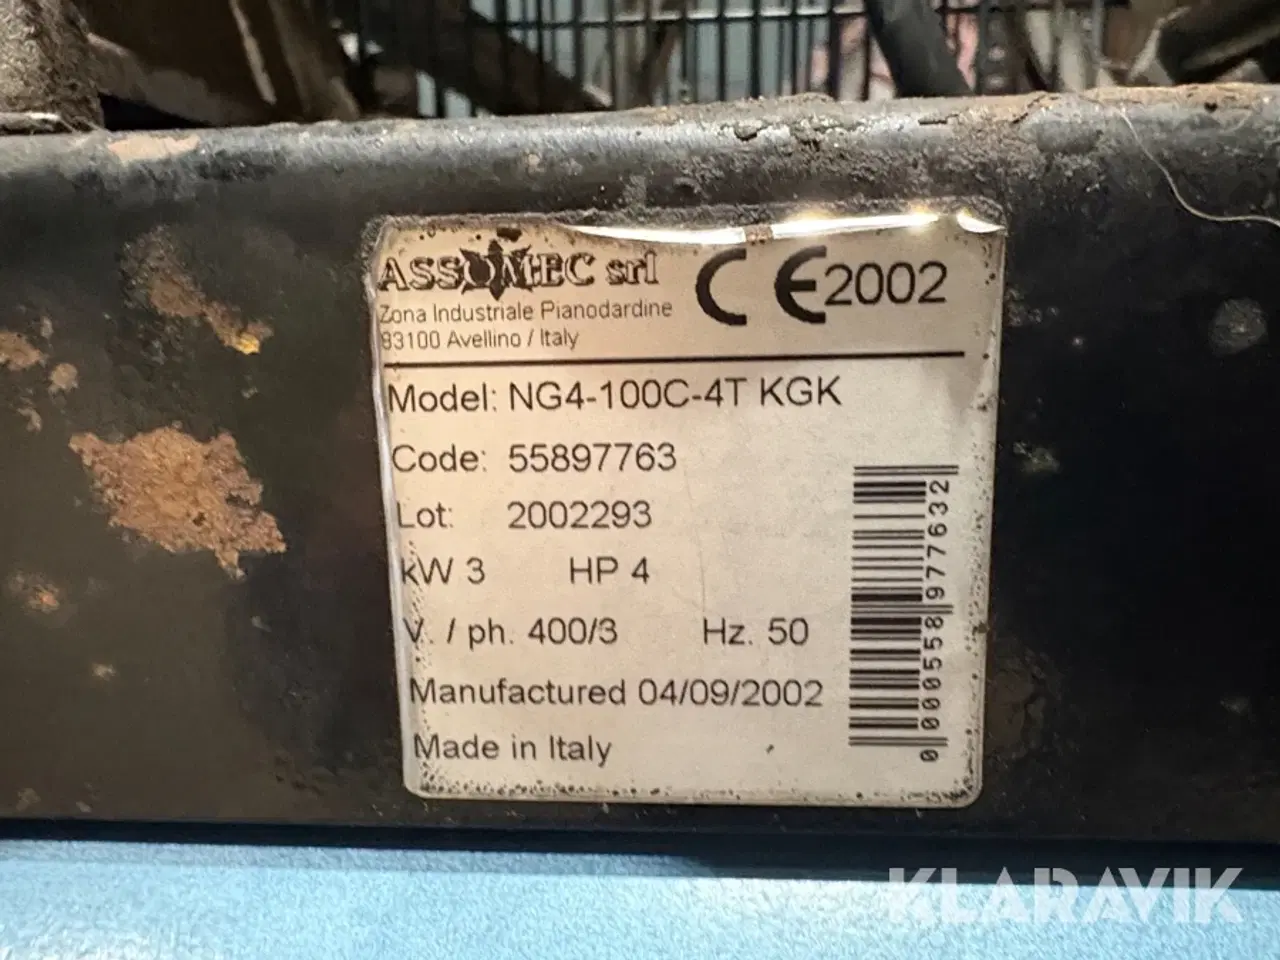 ASSOMEC srl
Zona Industriale Pianodardine
83100 Avellino / Italy
CE 2002
Model: NG4-100C-4T KGK
Code: 55897763
Lot: 2002293
kW 3 HP 4
V. / ph. 400/3 Hz. 50
Manufactured 04/09/2002
Made in Italy
0 000558 977632
KLARAVIK